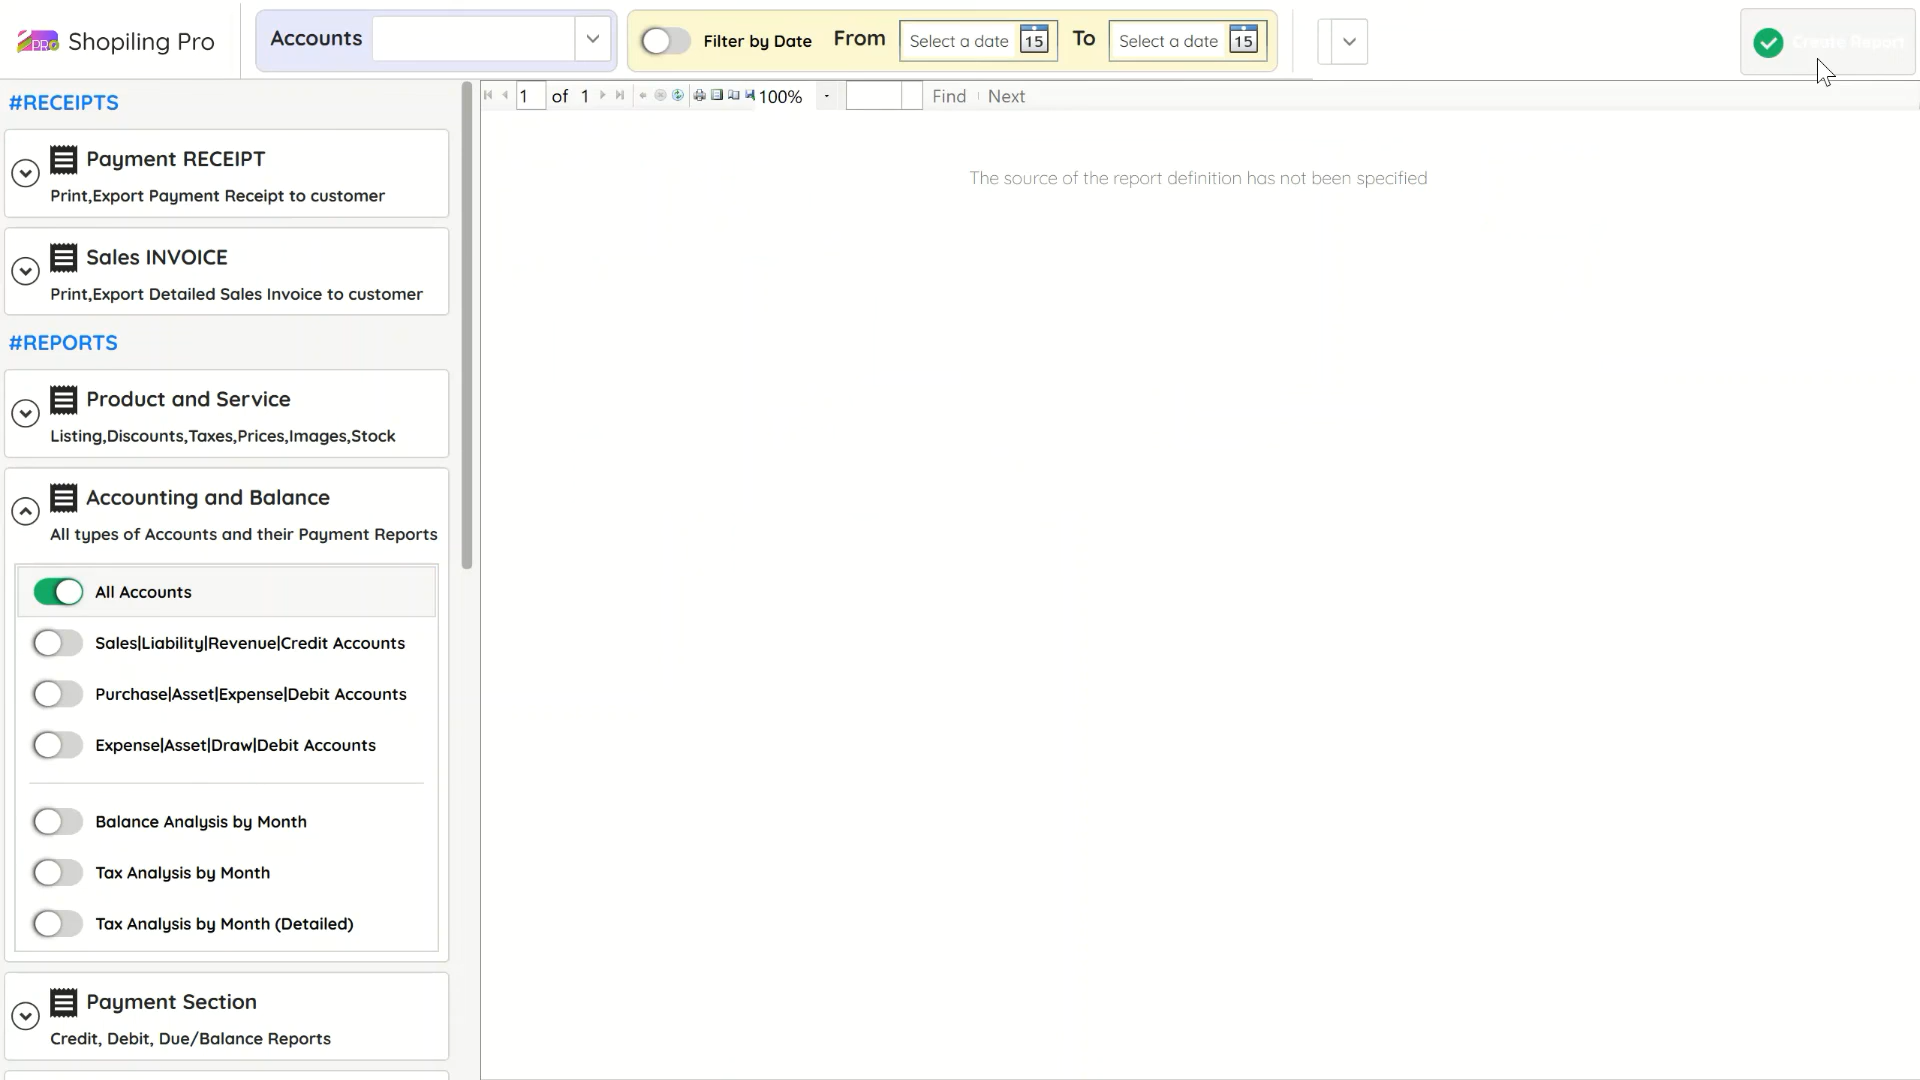 PRO Shopiling Pro
Accounts
Filter by Date From Select a date 15 To Select a date 15
Create Report
#RECEIPTS
Payment RECEIPT
Print,Export Payment Receipt to customer
Sales INVOICE
Print,Export Detailed Sales Invoice to customer
#REPORTS
Product and Service
Listing,Discounts,Taxes,Prices,Images,Stock
Accounting and Balance
All types of Accounts and their Payment Reports
All Accounts
Sales|Liability|Revenue|Credit Accounts
Purchase|Asset|Expense|Debit Accounts
Expense|Asset|Draw|Debit Accounts
Balance Analysis by Month
Tax Analysis by Month
Tax Analysis by Month (Detailed)
Payment Section
Credit, Debit, Due/Balance Reports
1 of 1 100% Find Next
The source of the report definition has not been specified